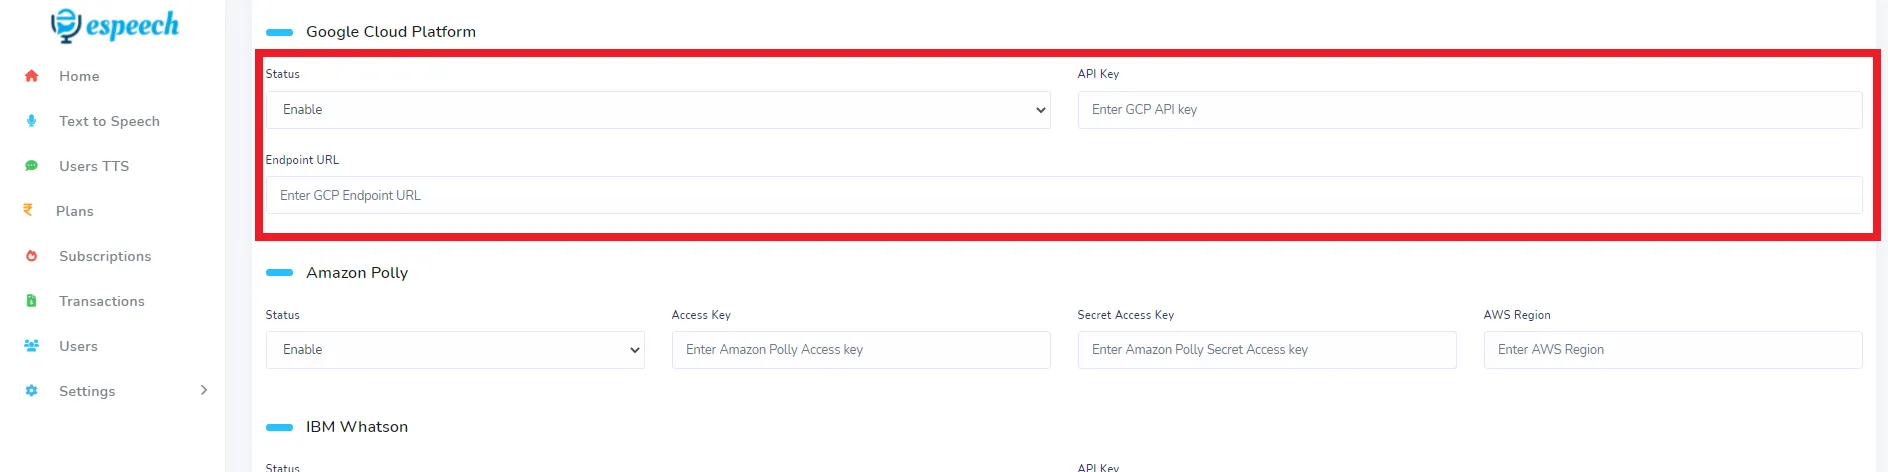 espeech
Home
Text to Speech
Users TTS
Plans
Subscriptions
Transactions
Users
Settings
Google Cloud Platform
Status API Key
Enable Enter GCP API key
Endpoint URL
Enter GCP Endpoint URL
Amazon Polly
Status Access Key Secret Access Key AWS Region
Enable Enter Amazon Polly Access key Enter Amazon Polly Secret Access key Enter AWS Region
IBM Whatson
Status API Key